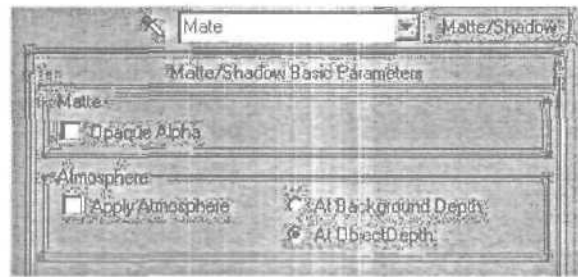 Mate Matte/Shadow
Matte/Shadow Basic Parameters
Matte
Opaque Alpha
Atmosphere
Apply Atmosphere At Background Depth
At Object Depth